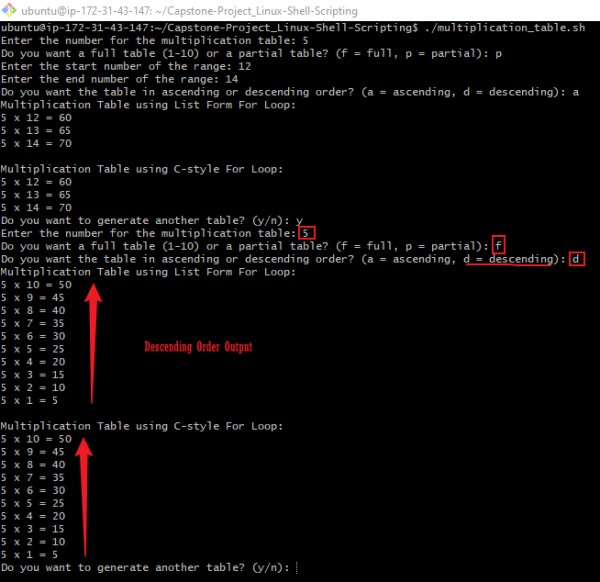 ubuntu@ip-172-31-43-147: ~/Capstone-Project_Linux-Shell-Scripting
ubuntu@ip-172-31-43-147:~/Capstone-Project_Linux-Shell-Scripting$ ./multiplication_table.sh
Enter the number for the multiplication table: 5
Do you want a full table (1-10) or a partial table? (f = full, p = partial): p
Enter the start number of the range: 12
Enter the end number of the range: 14
Do you want the table in ascending or descending order? (a = ascending, d = descending): a
Multiplication Table using List Form For Loop:
5 x 12 = 60
5 x 13 = 65
5 x 14 = 70
Multiplication Table using C-style For Loop:
5 x 12 = 60
5 x 13 = 65
5 x 14 = 70
Do you want to generate another table? (y/n): y
Enter the number for the multiplication table: 5
Do you want a full table (1-10) or a partial table? (f = full, p = partial): f
Do you want the table in ascending or descending order? (a = ascending, d = descending): d
Multiplication Table using List Form For Loop:
5 x 10 = 50
5 x 9 = 45
5 x 8 = 40
5 x 7 = 35
5 x 6 = 30
5 x 5 = 25
Descending Order Output
5 x 4 = 20
5 x 3 = 15
5 x 2 = 10
5 x 1 = 5
Multiplication Table using C-style For Loop:
5 x 10 = 50
5 x 9 = 45
5 x 8 = 40
5 x 7 = 35
5 x 6 = 30
5 x 5 = 25
5 x 4 = 20
5 x 3 = 15
5 x 2 = 10
5 x 1 = 5
Do you want to generate another table? (y/n):